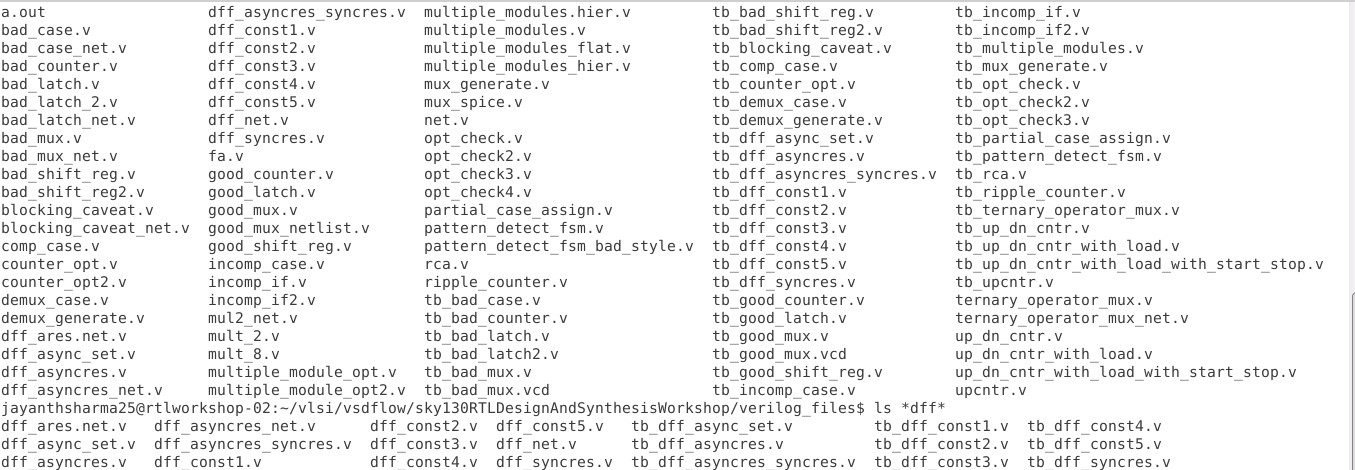 a.out dff_asyncres_syncres.v multiple_modules.hier.v tb_bad_shift_reg.v tb_incomp_if.v
bad_case.v dff_const1.v multiple_modules.v tb_bad_shift_reg2.v tb_incomp_if2.v
bad_case_net.v dff_const2.v multiple_modules_flat.v tb_blocking_caveat.v tb_multiple_modules.v
bad_counter.v dff_const3.v multiple_modules_hier.v tb_comp_case.v tb_mux_generate.v
bad_latch.v dff_const4.v mux_generate.v tb_counter_opt.v tb_opt_check.v
bad_latch_2.v dff_const5.v mux_spice.v tb_demux_case.v tb_opt_check2.v
bad_latch_net.v dff_net.v net.v tb_demux_generate.v tb_opt_check3.v
bad_mux.v dff_syncres.v opt_check.v tb_dff_async_set.v tb_partial_case_assign.v
bad_mux_net.v fa.v opt_check2.v tb_dff_asyncres.v tb_pattern_detect_fsm.v
bad_shift_reg.v good_counter.v opt_check3.v tb_dff_asyncres_syncres.v tb_rca.v
bad_shift_reg2.v good_latch.v opt_check4.v tb_dff_const1.v tb_ripple_counter.v
blocking_caveat.v good_mux.v partial_case_assign.v tb_dff_const2.v tb_ternary_operator_mux.v
blocking_caveat_net.v good_mux_netlist.v pattern_detect_fsm.v tb_dff_const3.v tb_up_dn_cntr.v
comp_case.v good_shift_reg.v pattern_detect_fsm_bad_style.v tb_dff_const4.v tb_up_dn_cntr_with_load.v
counter_opt.v incomp_case.v rca.v tb_dff_const5.v tb_up_dn_cntr_with_load_with_start_stop.v
counter_opt2.v incomp_if.v ripple_counter.v tb_dff_syncres.v tb_upcntr.v
demux_case.v incomp_if2.v tb_bad_case.v tb_good_counter.v ternary_operator_mux.v
demux_generate.v mul2_net.v tb_bad_counter.v tb_good_latch.v ternary_operator_mux_net.v
dff_ares.net.v mult_2.v tb_bad_latch.v tb_good_mux.v up_dn_cntr.v
dff_async_set.v mult_8.v tb_bad_latch2.v tb_good_mux.vcd up_dn_cntr_with_load.v
dff_asyncres.v multiple_module_opt.v tb_bad_mux.v tb_good_shift_reg.v up_dn_cntr_with_load_with_start_stop.v
dff_asyncres_net.v multiple_module_opt2.v tb_bad_mux.vcd tb_incomp_case.v upcntr.v
jayanthsharma25@rtlworkshop-02:~/vlsi/vsdflow/sky130RTLDesignAndSynthesisWorkshop/verilog_files$ ls *dff*
dff_ares.net.v dff_asyncres_net.v dff_const2.v dff_const5.v tb_dff_async_set.v tb_dff_const1.v tb_dff_const4.v
dff_async_set.v dff_asyncres_syncres.v dff_const3.v dff_net.v tb_dff_asyncres.v tb_dff_const2.v tb_dff_const5.v
dff_asyncres.v dff_const1.v dff_const4.v dff_syncres.v tb_dff_asyncres_syncres.v tb_dff_const3.v tb_dff_syncres.v